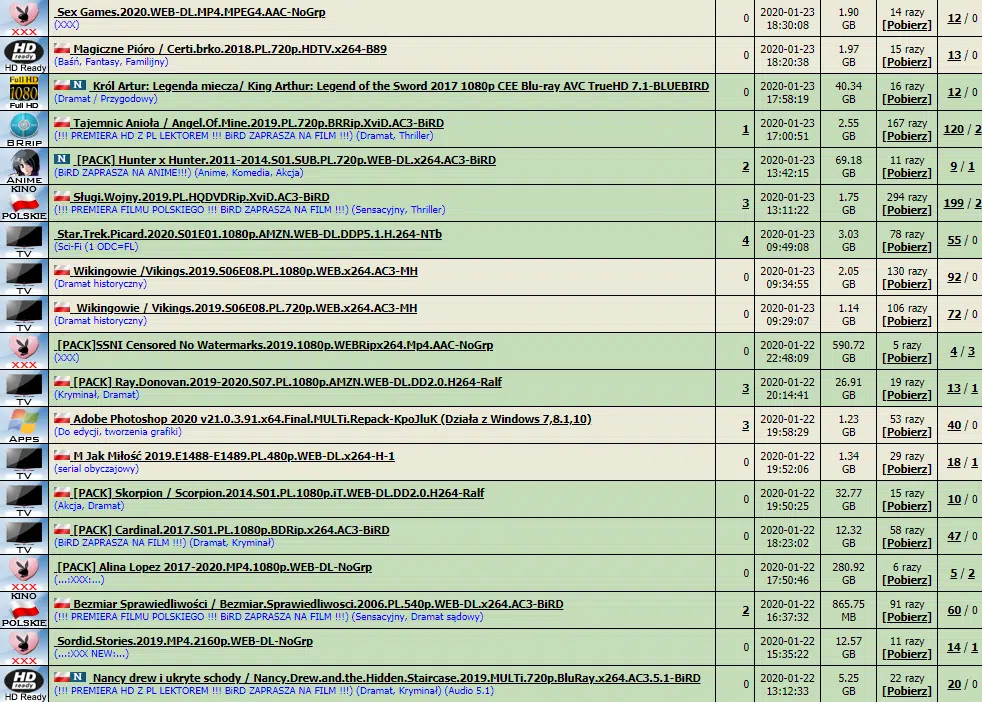 XXX
Sex Games.2020.WEB-DL.MP4.MPEG4.AAC-NoGrp
(XXX)
0
2020-01-23
18:30:08
1.90
GB
14 razy
[Pobierz]
12 / 0
HD
ready
HD Ready
Magiczne Pióro / Certi.brko.2018.PL.720p.HDTV.x264-B89
(Baśń, Fantasy, Familijny)
0
2020-01-23
18:20:38
1.97
GB
15 razy
[Pobierz]
13 / 0
Full HD
1080
Full HD
N Król Artur: Legenda miecza/ King Arthur: Legend of the Sword 2017 1080p CEE Blu-ray AVC TrueHD 7.1-BLUEBIRD
(Dramat / Przygodowy)
0
2020-01-23
17:58:19
40.34
GB
16 razy
[Pobierz]
12 / 0
BRRIP
Tajemnic Anioła / Angel.Of.Mine.2019.PL.720p.BRRip.XviD.AC3-BiRD
(!!! PREMIERA HD Z PL LEKTOREM !!! BiRD ZAPRASZA NA FILM !!!) (Dramat, Thriller)
1
2020-01-23
17:00:51
2.55
GB
167 razy
[Pobierz]
120 / 2
ANIME
N [PACK] Hunter x Hunter.2011-2014.S01.SUB.PL.720p.WEB-DL.x264.AC3-BiRD
(BiRD ZAPRASZA NA ANIME!!!) (Anime, Komedia, Akcja)
2
2020-01-23
13:42:15
69.18
GB
11 razy
[Pobierz]
9 / 1
KINO
POLSKIE
Sługi.Wojny.2019.PL.HQDVDRip.XviD.AC3-BiRD
(!!! PREMIERA FILMU POLSKIEGO !!! BiRD ZAPRASZA NA FILM !!!) (Sensacyjny, Thriller)
3
2020-01-23
13:11:22
1.75
GB
294 razy
[Pobierz]
199 / 2
TV
Star.Trek.Picard.2020.S01E01.1080p.AMZN.WEB-DL.DDP5.1.H.264-NTb
(Sci-Fi (1 ODC=FL)
4
2020-01-23
09:49:08
3.03
GB
78 razy
[Pobierz]
55 / 0
TV
Wikingowie /Vikings.2019.S06E08.PL.1080p.WEB.x264.AC3-MH
(Dramat historyczny)
0
2020-01-23
09:34:55
2.05
GB
130 razy
[Pobierz]
92 / 0
TV
Wikingowie / Vikings.2019.S06E08.PL.720p.WEB.x264.AC3-MH
(Dramat historyczny)
0
2020-01-23
09:29:07
1.14
GB
106 razy
[Pobierz]
72 / 0
XXX
[PACK]SSNI Censored No Watermarks.2019.1080p.WEBRipx264.Mp4.AAC-NoGrp
(XXX)
0
2020-01-22
22:48:09
590.72
GB
5 razy
[Pobierz]
4 / 3
TV
[PACK] Ray.Donovan.2019-2020.S07.PL.1080p.AMZN.WEB-DL.DD2.0.H264-Ralf
(Kryminał, Dramat)
3
2020-01-22
20:14:41
26.91
GB
19 razy
[Pobierz]
13 / 1
APPS
Adobe Photoshop 2020 v21.0.3.91.x64.Final.MULTi.Repack-KpoJIuK (Działa z Windows 7,8.1,10)
(Do edycji, tworzenia grafiki)
3
2020-01-22
19:58:29
1.23
GB
53 razy
[Pobierz]
40 / 0
TV
M Jak Miłość 2019.E1488-E1489.PL.480p.WEB-DL.x264-H-1
(serial obyczajowy)
0
2020-01-22
19:52:06
1.34
GB
29 razy
[Pobierz]
18 / 1
TV
[PACK] Skorpion / Scorpion.2014.S01.PL.1080p.iT.WEB-DL.DD2.0.H264-Ralf
(Akcja, Dramat)
0
2020-01-22
19:50:25
32.77
GB
15 razy
[Pobierz]
10 / 0
TV
[PACK] Cardinal.2017.S01.PL.1080p.BDRip.x264.AC3-BiRD
(BiRD ZAPRASZA NA FILM !!!) (Dramat, Kryminał)
0
2020-01-22
18:23:02
12.32
GB
58 razy
[Pobierz]
47 / 0
XXX
[PACK] Alina Lopez 2017-2020.MP4.1080p.WEB-DL-NoGrp
(...:XXX:...)
0
2020-01-22
17:50:46
280.92
GB
6 razy
[Pobierz]
5 / 2
KINO
POLSKIE
Bezmiar Sprawiedliwości / Bezmiar.Sprawiedliwosci.2006.PL.540p.WEB-DL.x264.AC3-BiRD
(!!! PREMIERA FILMU POLSKIEGO !!! BiRD ZAPRASZA NA FILM !!!) (Sensacyjny, Dramat sądowy)
2
2020-01-22
16:37:32
865.75
MB
91 razy
[Pobierz]
60 / 0
XXX
Sordid.Stories.2019.MP4.2160p.WEB-DL-NoGrp
(...:XXX NEW:...)
0
2020-01-22
15:35:22
12.57
GB
11 razy
[Pobierz]
14 / 1
HD
ready
HD Ready
N Nancy drew i ukryte schody / Nancy.Drew.and.the.Hidden.Staircase.2019.MULTi.720p.BluRay.x264.AC3.5.1-BiRD
(!!! PREMIERA HD Z PL LEKTOREM !!! BiRD ZAPRASZA NA FILM !!!) (Dramat, Kryminał) (Audio 5.1)
0
2020-01-22
13:12:33
5.25
GB
22 razy
[Pobierz]
20 / 0